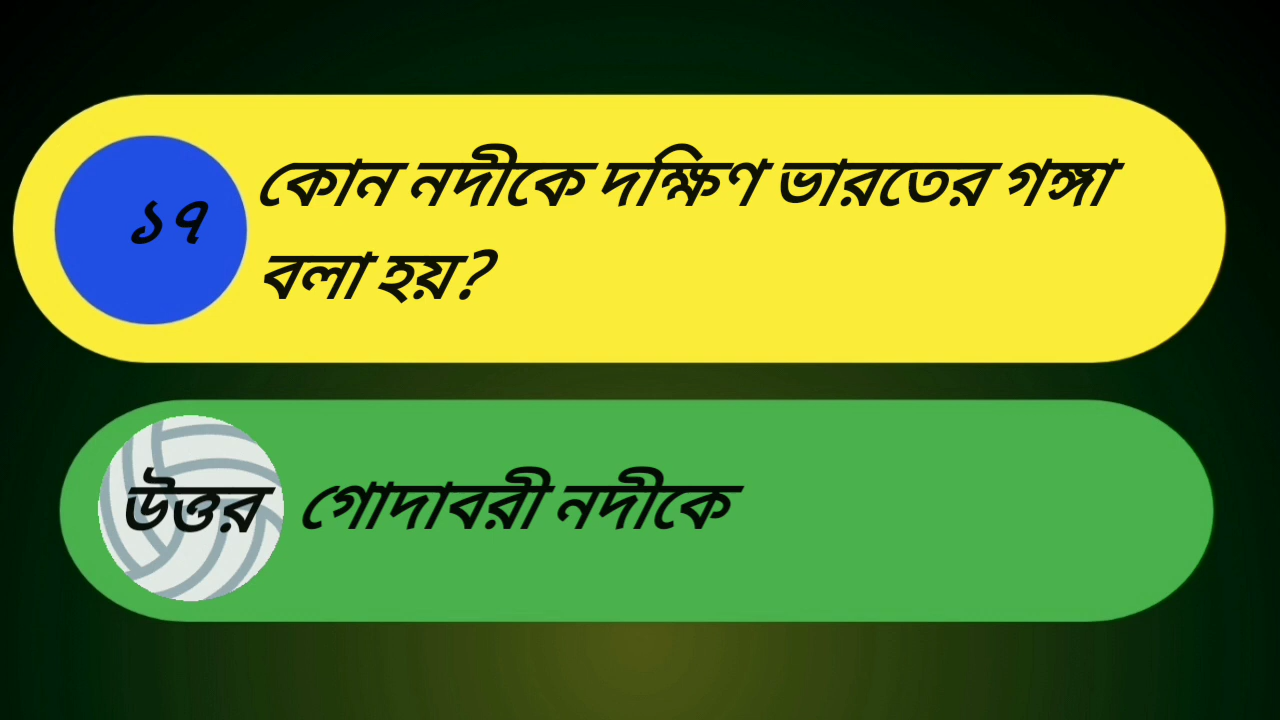 ১৭
কোন নদীকে দক্ষিণ ভারতের গঙ্গা
বলা হয়?
উত্তর
গোদাবরী নদীকে